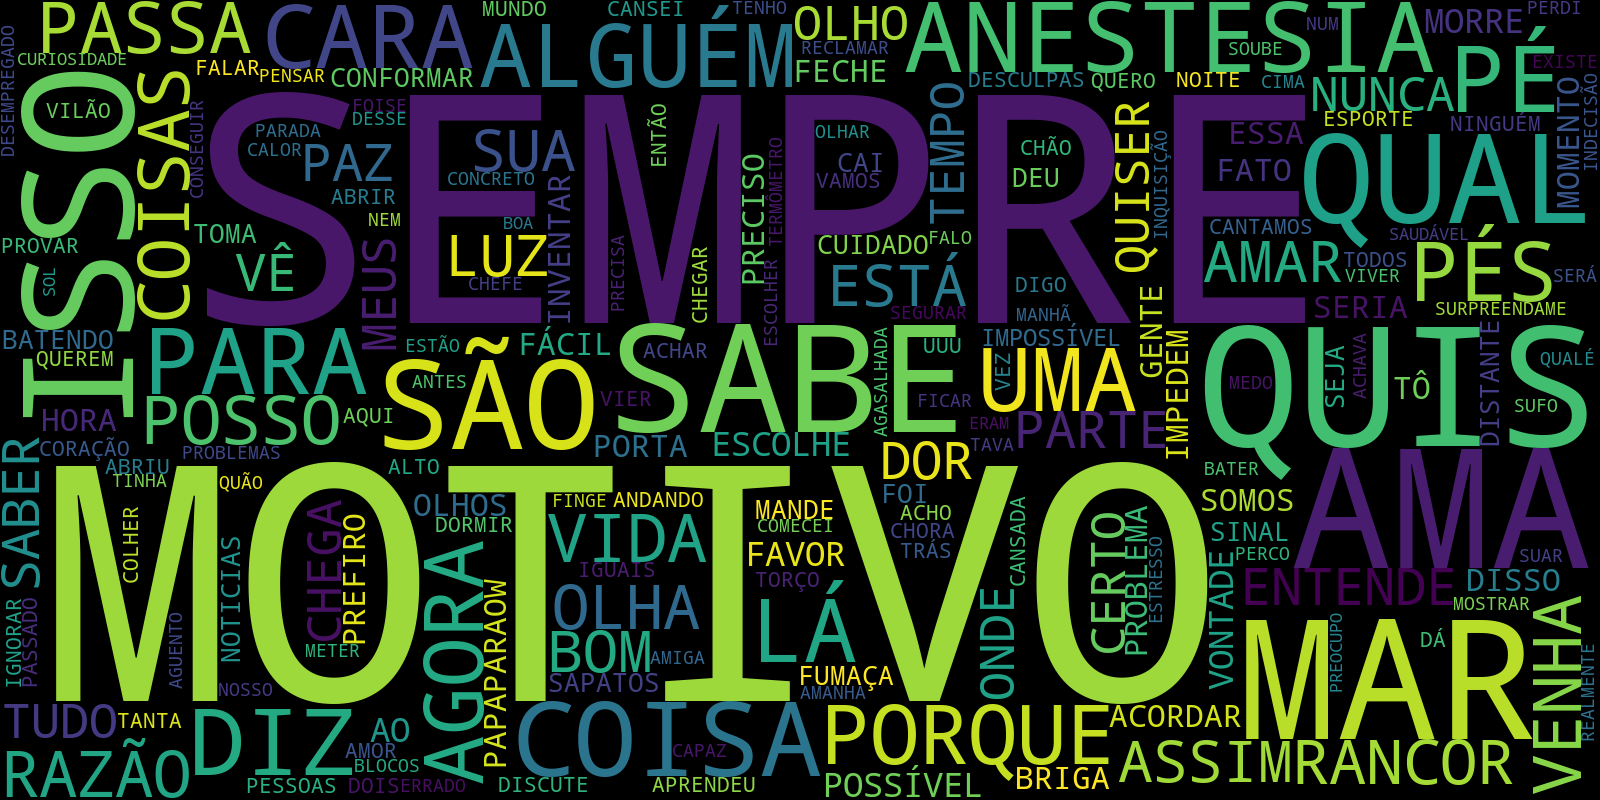 PASSA
CARA
MUNDO
CANSEI
TENHO
ALGUÉM
OLHO
RECLAMAR
FECHE
ANESTESIA
SOUBE
NUM
MORRE
PERDI
DESEMPREGADO
CURIOSIDADE
FALAR
PENSAR
CONFORMAR
DESCULPAS
QUERO
NOITE
CIMA
NUNCA
PÉ
EXISTE
ISSO
VILÃO
COISAS
CONSEGUIR
SEMPRE
FOISE
DESSE
PARADA
CALOR
PAZ
ABRIR
NEM
SUA
CONCRETO
BOA
LUZ
CHEFE
ENTÃO
INVENTAR
PRECISA
CHEGAR
PRECISO
TERMÔMETRO
ESCOLHER
OLHAR
CAI
VAMOS
CUIDADO
FALO
ESTÁ
SEGURAR
TEMPO
CHÃO
DEU
DIGO
MANHÃ
QUISER
INQUISIÇÃO
ESSA
FATO
CANTAMOS
AMAR
ESPORTE
NINGUÉM
QUAL
MOMENTO
INDECISÃO
SAUDÁVEL
TODOS
VIVER
PÉS
SERÁ
SERIA
SURPREENDAME
PROVAR
TOMA
VÊ
SOL
MEUS
BATENDO
QUEREM
PARA
ESTÃO
FÁCIL
ACHAR
SABE
UUU
IMPOSSÍVEL
GENTE
IMPEDEM
ANTES
SÃO
VIER
AGASALHADA
FICAR
UMA
VEZ
QUIS
MEDO
SEJA
ACHAVA
TÔ
DISTANTE
QUALÉ
SUFO
HORA
POSSO
AQUI
PORTA
ESCOLHE
ERAM
TAVA
PARTE
CORAÇÃO
PROBLEMAS
ABRIU
TINHA
QUÃO
ALTO
DOR
BATER
AMA
SABER
MOTIVO
COLHER
CHEGA
PREFIRO
OLHOS
DORMIR
FINGE
ANDANDO
VIDA
MANDE
COMECEI
FAVOR
FOI
ACHO
CHORA
TRÁS
CANSADA
CERTO
PROBLEMA
ESTRESSO
SOMOS
SINAL
PERCO
SUAR
ENTENDE
DISSO
MOSTRAR
IGNORAR
PASSADO
AGUENTO
NOTICIAS
METER
AGORA
PAPAPARAOW
IGUAIS
OLHA
TORÇO
BOM
AMIGA
LÁ
SAPATOS
FUMAÇA
AMANHA
ONDE
VONTADE
MAR
PREOCUPO
DÁ
VENHA
REALMENTE
NOSSO
TUDO
TANTA
DIZ
AO
AMOR
BLOCOS
COISA
CAPAZ
PORQUE
ACORDAR
RAZÃO
PESSOAS
DOIS
ERRADO
DISCUTE
APRENDEU
POSSÍVEL
BRIGA
ASSIM
RANCOR